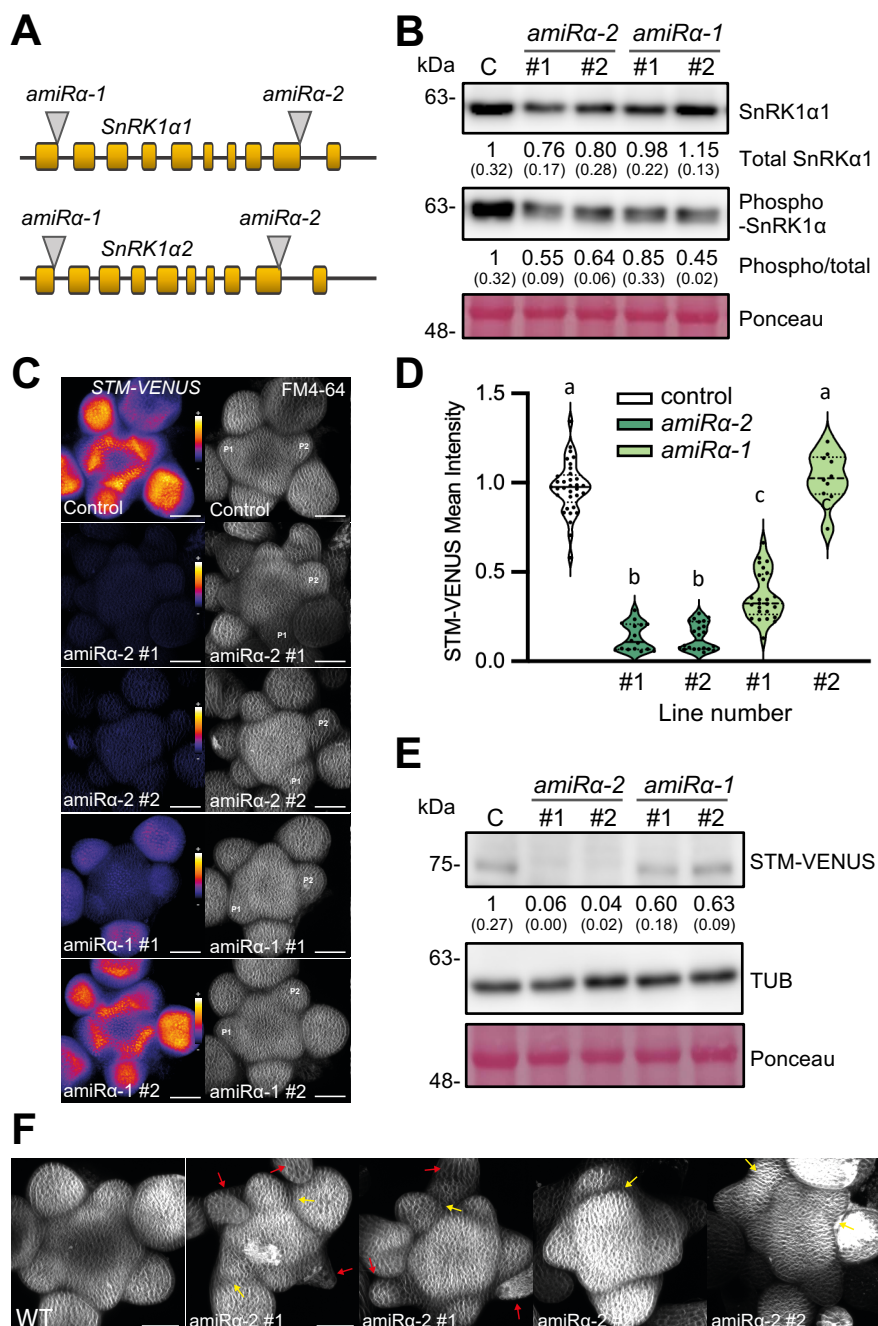 A
amiRα-1
amiRα-2
SnRK1α1
amiRα-1
amiRα-2
SnRK1α2
B
amiRα-2 amiRα-1
kDa C #1 #2 #1 #2
63-
SnRK1α1
1 0.76 0.80 0.98 1.15 Total SnRKα1
(0.32) (0.17) (0.28) (0.22) (0.13)
63-
Phospho
-SnRK1α
1 0.55 0.64 0.85 0.45 Phospho/total
(0.32) (0.09) (0.06) (0.33) (0.02)
Ponceau
48-
C
STM-VENUS FM4-64
+
-
P1 P2
Control Control
+
-
P2
P1
amiRα-2 #1 amiRα-2 #1
+
-
P2
P1
amiRα-2 #2 amiRα-2 #2
+
-
P2
P1
amiRα-1 #1 amiRα-1 #1
+
-
P2
P1
amiRα-1 #2 amiRα-1 #2
D
STM-VENUS Mean Intensity
1.5
1.0
0.5
0.0
a
b
b
c
a
control
amiRα-2
amiRα-1
#1 #2 #1 #2
Line number
E
amiRα-2 amiRα-1
kDa C #1 #2 #1 #2
75-
STM-VENUS
1 0.06 0.04 0.60 0.63
(0.27) (0.00) (0.02) (0.18) (0.09)
63-
TUB
Ponceau
48-
F
WT
amiRα-2 #1
amiRα-2 #1
amiRα-2 #2